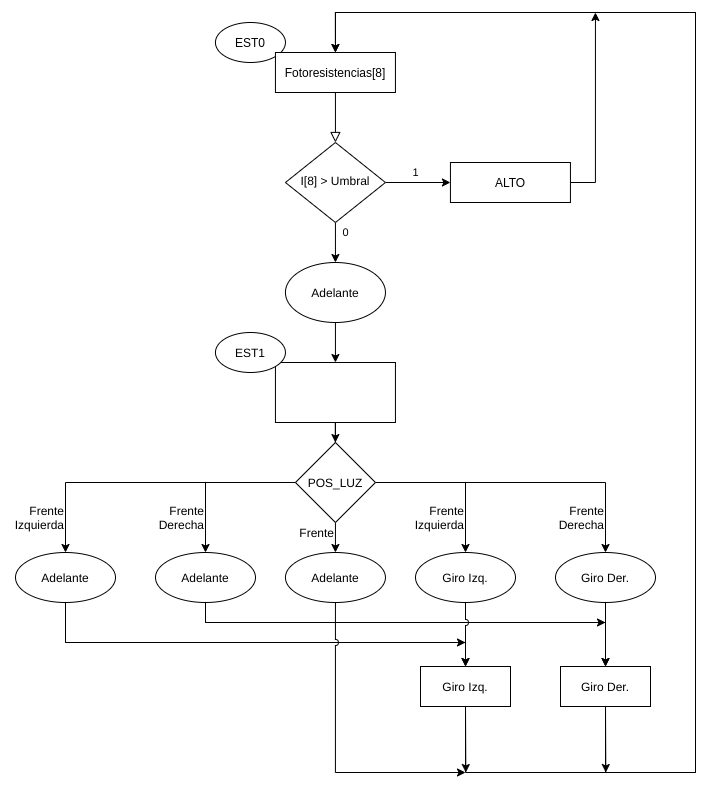 EST0
Fotoresistencias[8]
I[8] > Umbral
1
ALTO
0
Adelante
EST1
POS_LUZ
Frente
Izquierda
Frente
Derecha
Frente
Frente
Izquierda
Frente
Derecha
Adelante
Adelante
Adelante
Giro Izq.
Giro Der.
Giro Izq.
Giro Der.